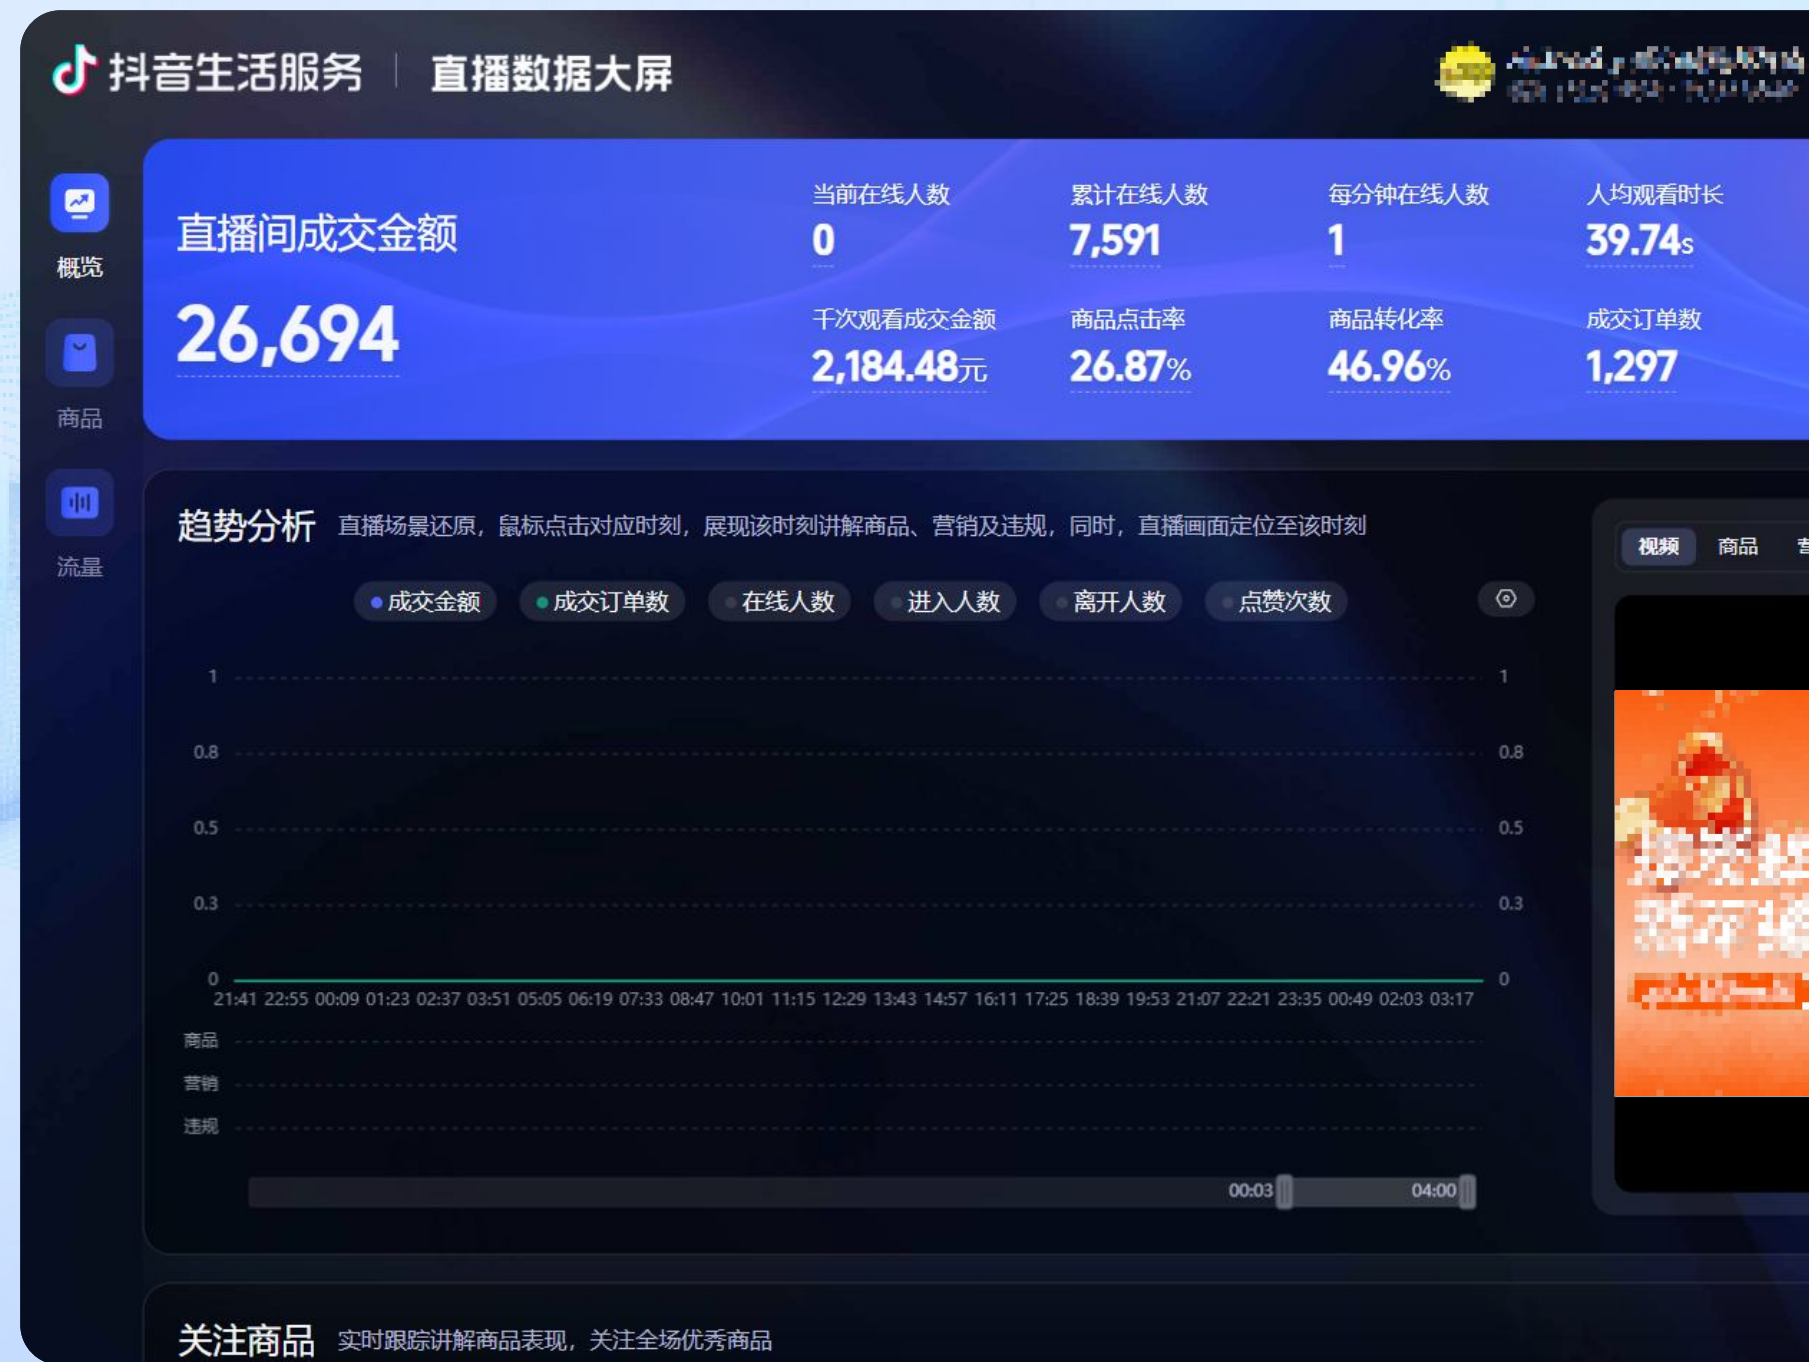 抖音生活服务 直播数据大屏
概览
商品
流量
直播间成交金额
26,694
当前在线人数 累计在线人数 每分钟在线人数 人均观看时长
0 7,591 1 39.74s
千次观看成交金额 商品点击率 商品转化率 成交订单数
2,184.48元 26.87% 46.96% 1,297
趋势分析 直播场景还原，鼠标点击对应时刻，展现该时刻讲解商品、营销及违规，同时，直播画面定位至该时刻
成交金额 成交订单数 在线人数 进入人数 离开人数 点赞次数
1 1
0.8 0.8
0.5 0.5
0.3 0.3
0 0
21:41 22:55 00:09 01:23 02:37 03:51 05:05 06:19 07:33 08:47 10:01 11:15 12:29 13:43 14:57 16:11 17:25 18:39 19:53 21:07 22:21 23:35 00:49 02:03 03:17
商品
营销
违规
00:03 04:00
视频 商品
关注商品 实时跟踪讲解商品表现，关注全场优秀商品